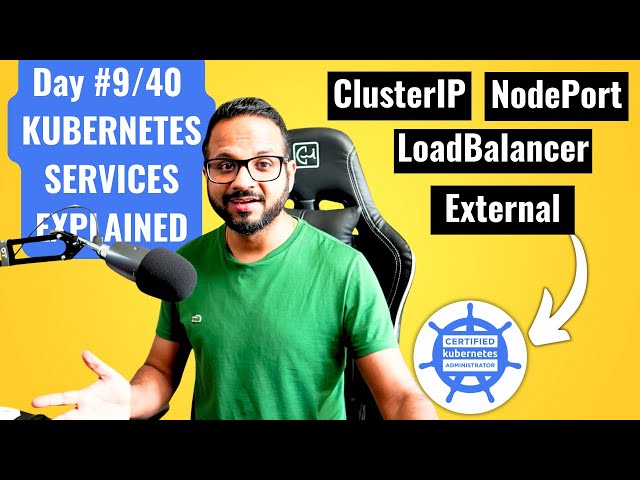 Day #9/40
KUBERNETES
SERVICES
EXPLAINED
ClusterIP
NodePort
LoadBalancer
External
CERTIFIED
kubernetes
ADMINISTRATOR